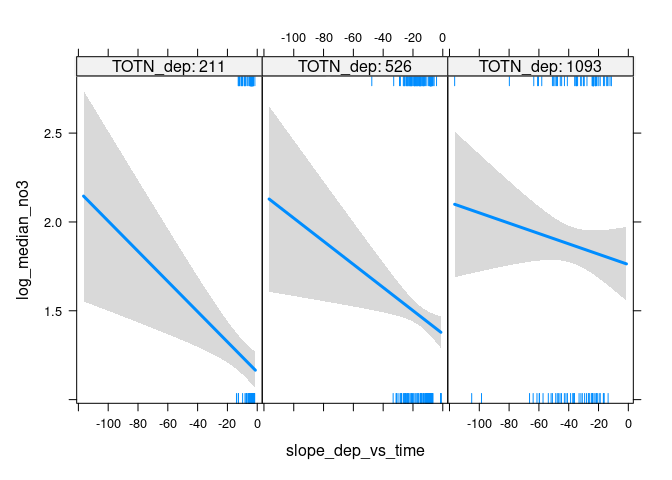 -100 -80 -60 -40 -20 0
TOTN_dep: 211 TOTN_dep: 526 TOTN_dep: 1093
2.5
2.0
1.5
log_median_no3
-100 -80 -60 -40 -20 0 -100 -80 -60 -40 -20 0
slope_dep_vs_time